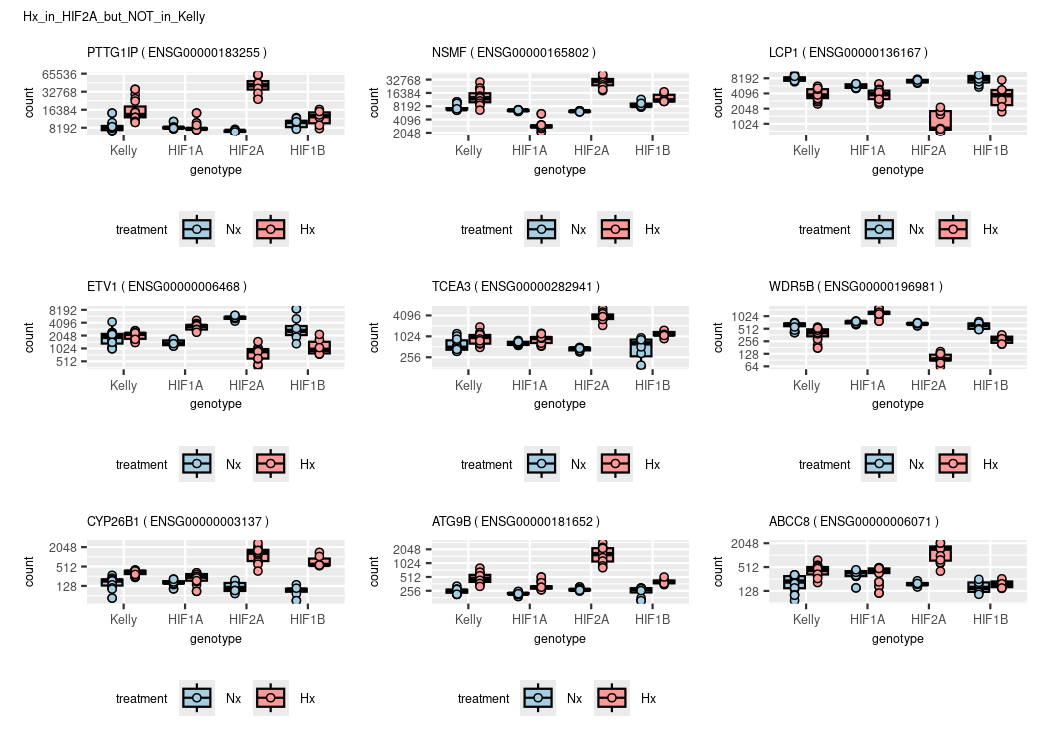 Hx_in_HIF2A_but_NOT_in_Kelly
PTTG1IP ( ENSG00000183255 )
65536
32768
16384
8192
count
Kelly HIF1A HIF2A HIF1B
genotype
treatment Nx Hx
NSMF ( ENSG00000165802 )
32768
16384
8192
4096
2048
count
Kelly HIF1A HIF2A HIF1B
genotype
treatment Nx Hx
LCP1 ( ENSG00000136167 )
8192
4096
2048
1024
count
Kelly HIF1A HIF2A HIF1B
genotype
treatment Nx Hx
ETV1 ( ENSG00000006468 )
8192
4096
2048
1024
512
count
Kelly HIF1A HIF2A HIF1B
genotype
treatment Nx Hx
TCEA3 ( ENSG00000282941 )
4096
1024
256
count
Kelly HIF1A HIF2A HIF1B
genotype
treatment Nx Hx
WDR5B ( ENSG00000196981 )
1024
512
256
128
64
count
Kelly HIF1A HIF2A HIF1B
genotype
treatment Nx Hx
CYP26B1 ( ENSG00000003137 )
2048
512
128
count
Kelly HIF1A HIF2A HIF1B
genotype
treatment Nx Hx
ATG9B ( ENSG00000181652 )
2048
1024
512
256
count
Kelly HIF1A HIF2A HIF1B
genotype
treatment Nx Hx
ABCC8 ( ENSG00000006071 )
2048
512
128
count
Kelly HIF1A HIF2A HIF1B
genotype